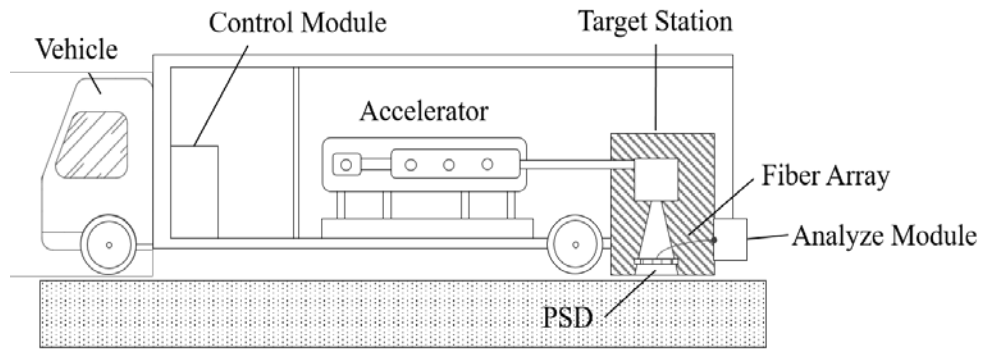 Control Module
Target Station
Vehicle
Accelerator
Fiber Array
Analyze Module
PSD